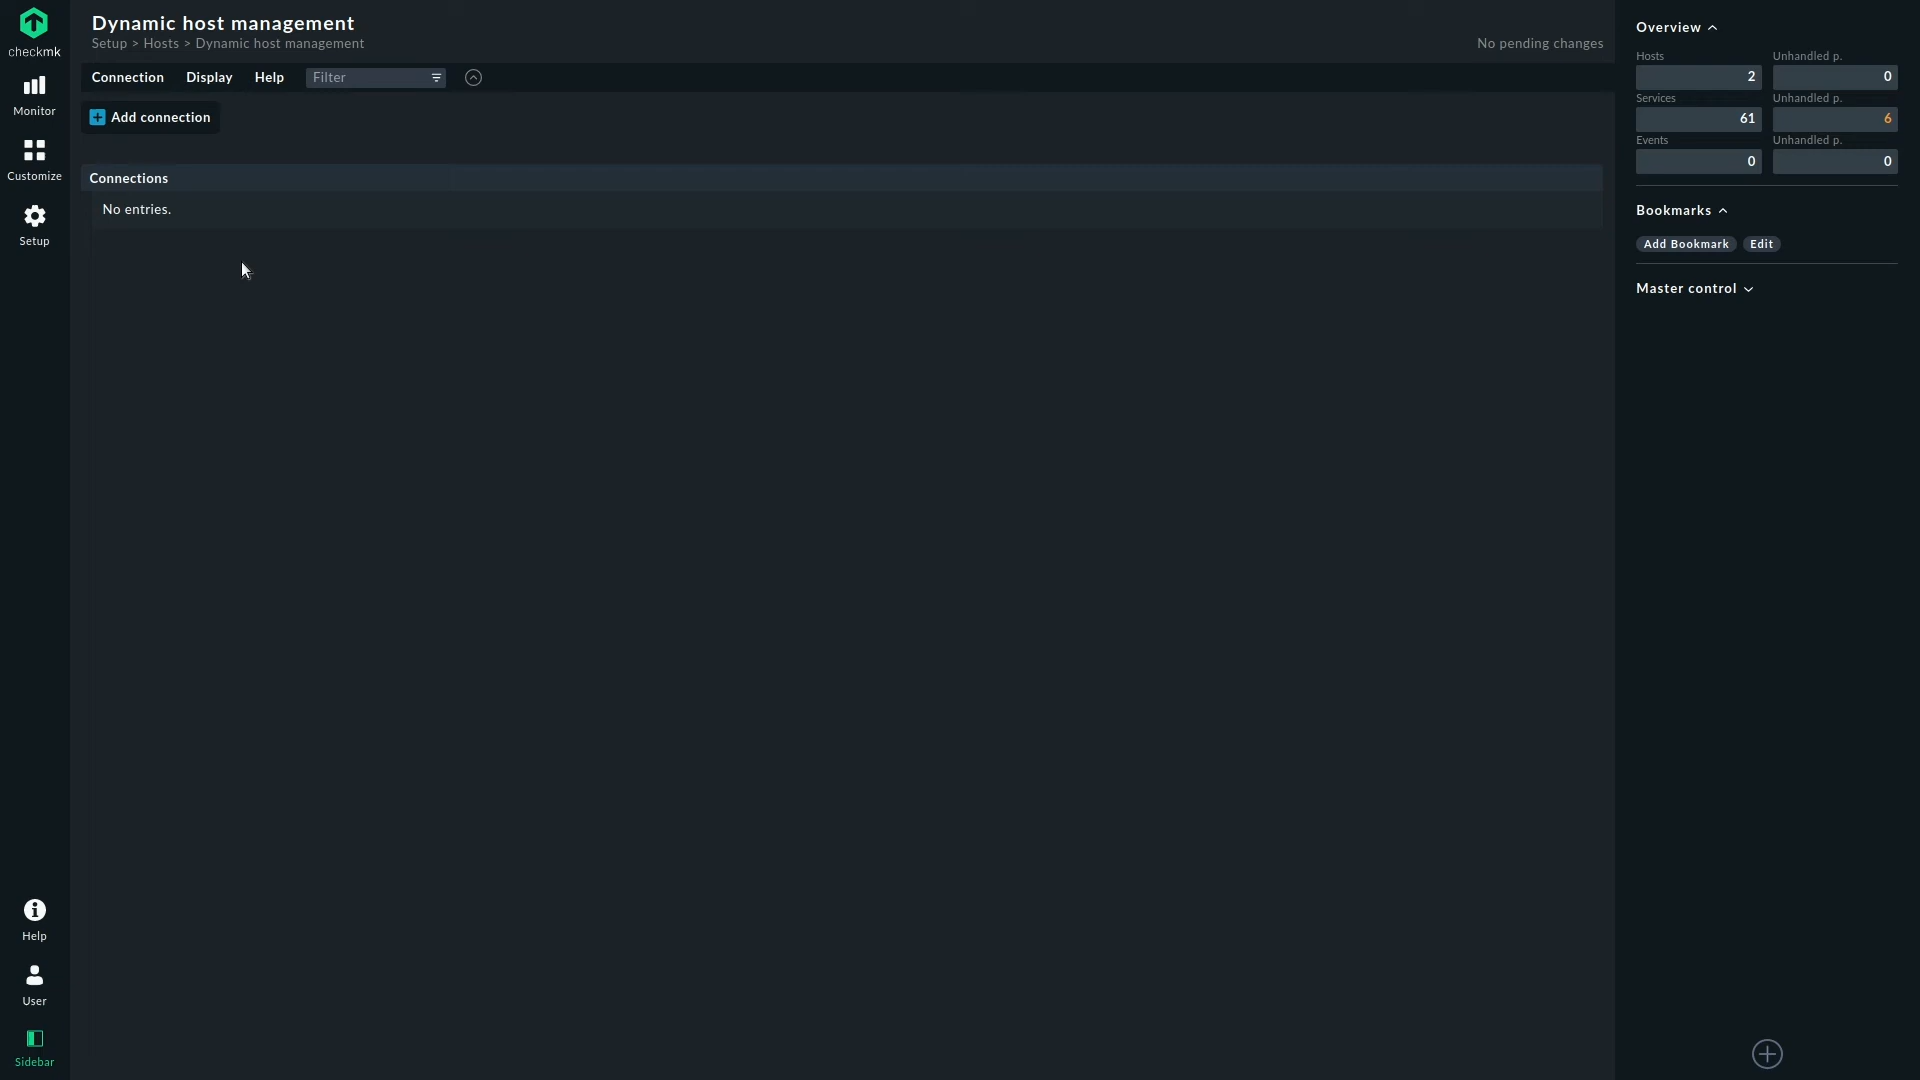 Dynamic host management
Setup > Hosts > Dynamic host management
No pending changes
Connection Display Help Filter
Add connection
Connections
No entries.
checkmk
Monitor
Customize
Setup
Help
User
Sidebar
Overview
Hosts Unhandled p.
2 0
Services Unhandled p.
61 6
Events Unhandled p.
0 0
Bookmarks
Add Bookmark Edit
Master control